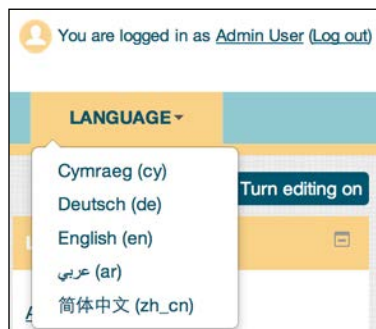 You are logged in as Admin User (Log out)
LANGUAGE
Cymraeg (cy)
Deutsch (de)
Turn editing on
English (en)
عربي (ar)
简体中文 (zh_cn)